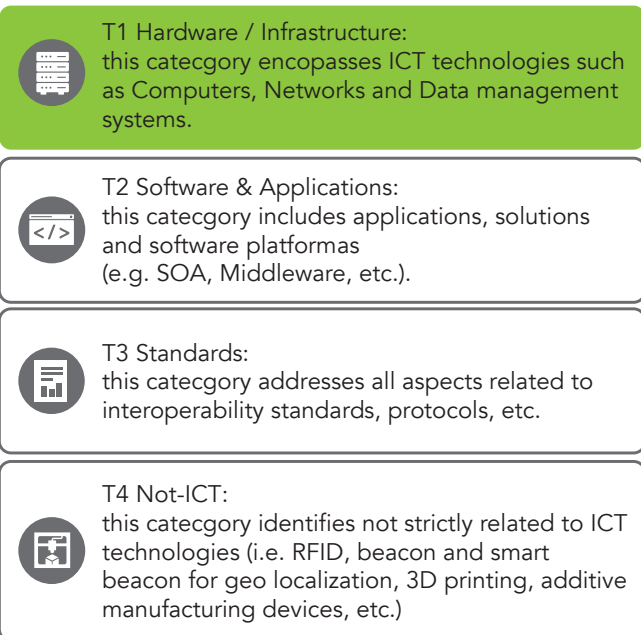 T1 Hardware / Infrastructure:
this catecgory encopasses ICT technologies such
as Computers, Networks and Data management
systems.
</>
T2 Software & Applications:
this catecgory includes applications, solutions
and software platformas
(e.g. SOA, Middleware, etc.).
T3 Standards:
this catecgory addresses all aspects related to
interoperability standards, protocols, etc.
T4 Not-ICT:
this catecgory identifies not strictly related to ICT
technologies (i.e. RFID, beacon and smart
beacon for geo localization, 3D printing, additive
manufacturing devices, etc.)